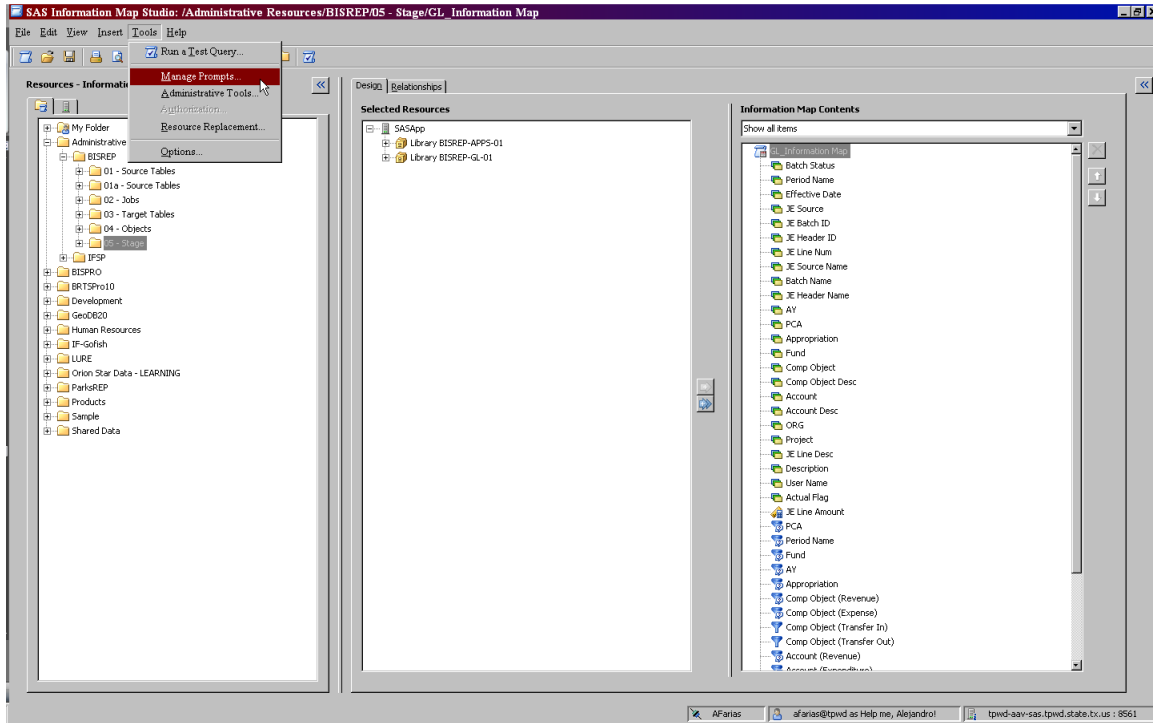 SAS Information Map Studio: /Administrative Resources/BISREP/05 - Stage/GL_Information Map
File Edit View Insert Tools Help
Run a Test Query...
Manage Prompts...
Administrative Tools...
Authorization...
Resource Replacement...
Options...
Resources - Informatio
My Folder
Administrative
BISREP
01 - Source Tables
01a - Source Tables
02 - Jobs
03 - Target Tables
04 - Objects
05 - Stage
IFSP
BISPRO
BRTSPro10
Development
GeoDB20
Human Resources
IF-Gofish
LURE
Orion Star Data - LEARNING
ParksREP
Products
Sample
Shared Data
Design Relationships
Selected Resources
SASApp
Library BISREP-APPS-01
Library BISREP-GL-01
Information Map Contents
Show all items
GL_Information Map
Batch Status
Period Name
Effective Date
JE Source
JE Batch ID
JE Header ID
JE Line Num
JE Source Name
Batch Name
JE Header Name
AY
PCA
Appropriation
Fund
Comp Object
Comp Object Desc
Account
Account Desc
ORG
Project
JE Line Desc
Description
User Name
Actual Flag
JE Line Amount
PCA
Period Name
Fund
AY
Appropriation
Comp Object (Revenue)
Comp Object (Expense)
Comp Object (Transfer In)
Comp Object (Transfer Out)
Account (Revenue)
Account (Expenditure)
AFarias
afarias@tpwd as Help me, Alejandro!
tpwd-aav-sas.tpwd.state.tx.us : 8561